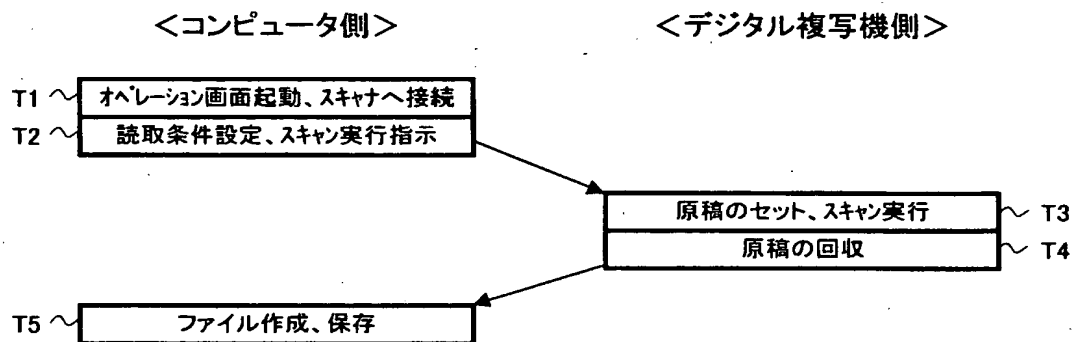 <コンピュータ側> <デジタル複写機側>
T1 オペレーション画面起動、スキャナへ接続
T2 読取条件設定、スキャン実行指示
原稿のセット、スキャン実行 T3
原稿の回収 T4
T5 ファイル作成、保存